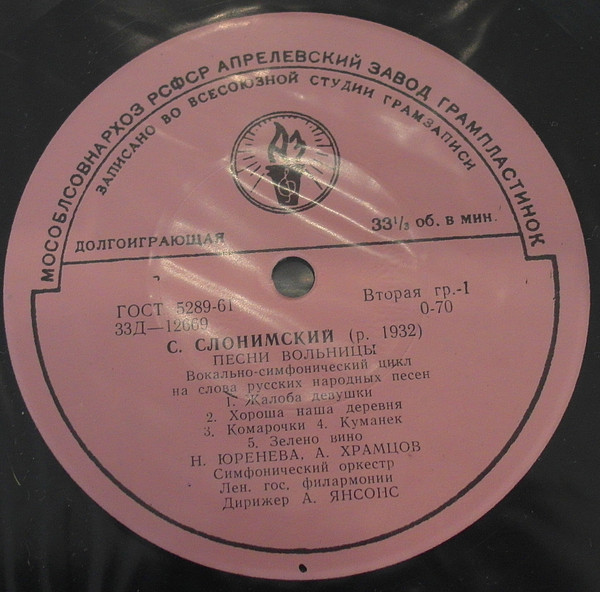 МОСОБЛСОВНАРХОЗ РСФСР АПРЕЛЕВСКИЙ ЗАВОД ГРАМПЛАСТИНОК
ЗАПИСАНО ВО ВСЕСОЮЗНОЙ СТУДИИ ГРАМЗАПИСИ
АЗ
ДОЛГОИГРАЮЩАЯ
33⅓ об. в мин.
ГОСТ 5289-61
Вторая гр.-1
33Д—12669
0-70
С. СЛОНИМСКИЙ (р. 1932)
ПЕСНИ ВОЛЬНИЦЫ
Вокально-симфонический цикл
на слова русских народных песен
1. Жалоба девушки
2. Хороша наша деревня
3. Комарочки 4. Куманек
5. Зелено вино
Н. ЮРЕНЕВА, А. ХРАМЦОВ
Симфонический оркестр
Лен. гос. филармонии
Дирижер А. ЯНСОНС